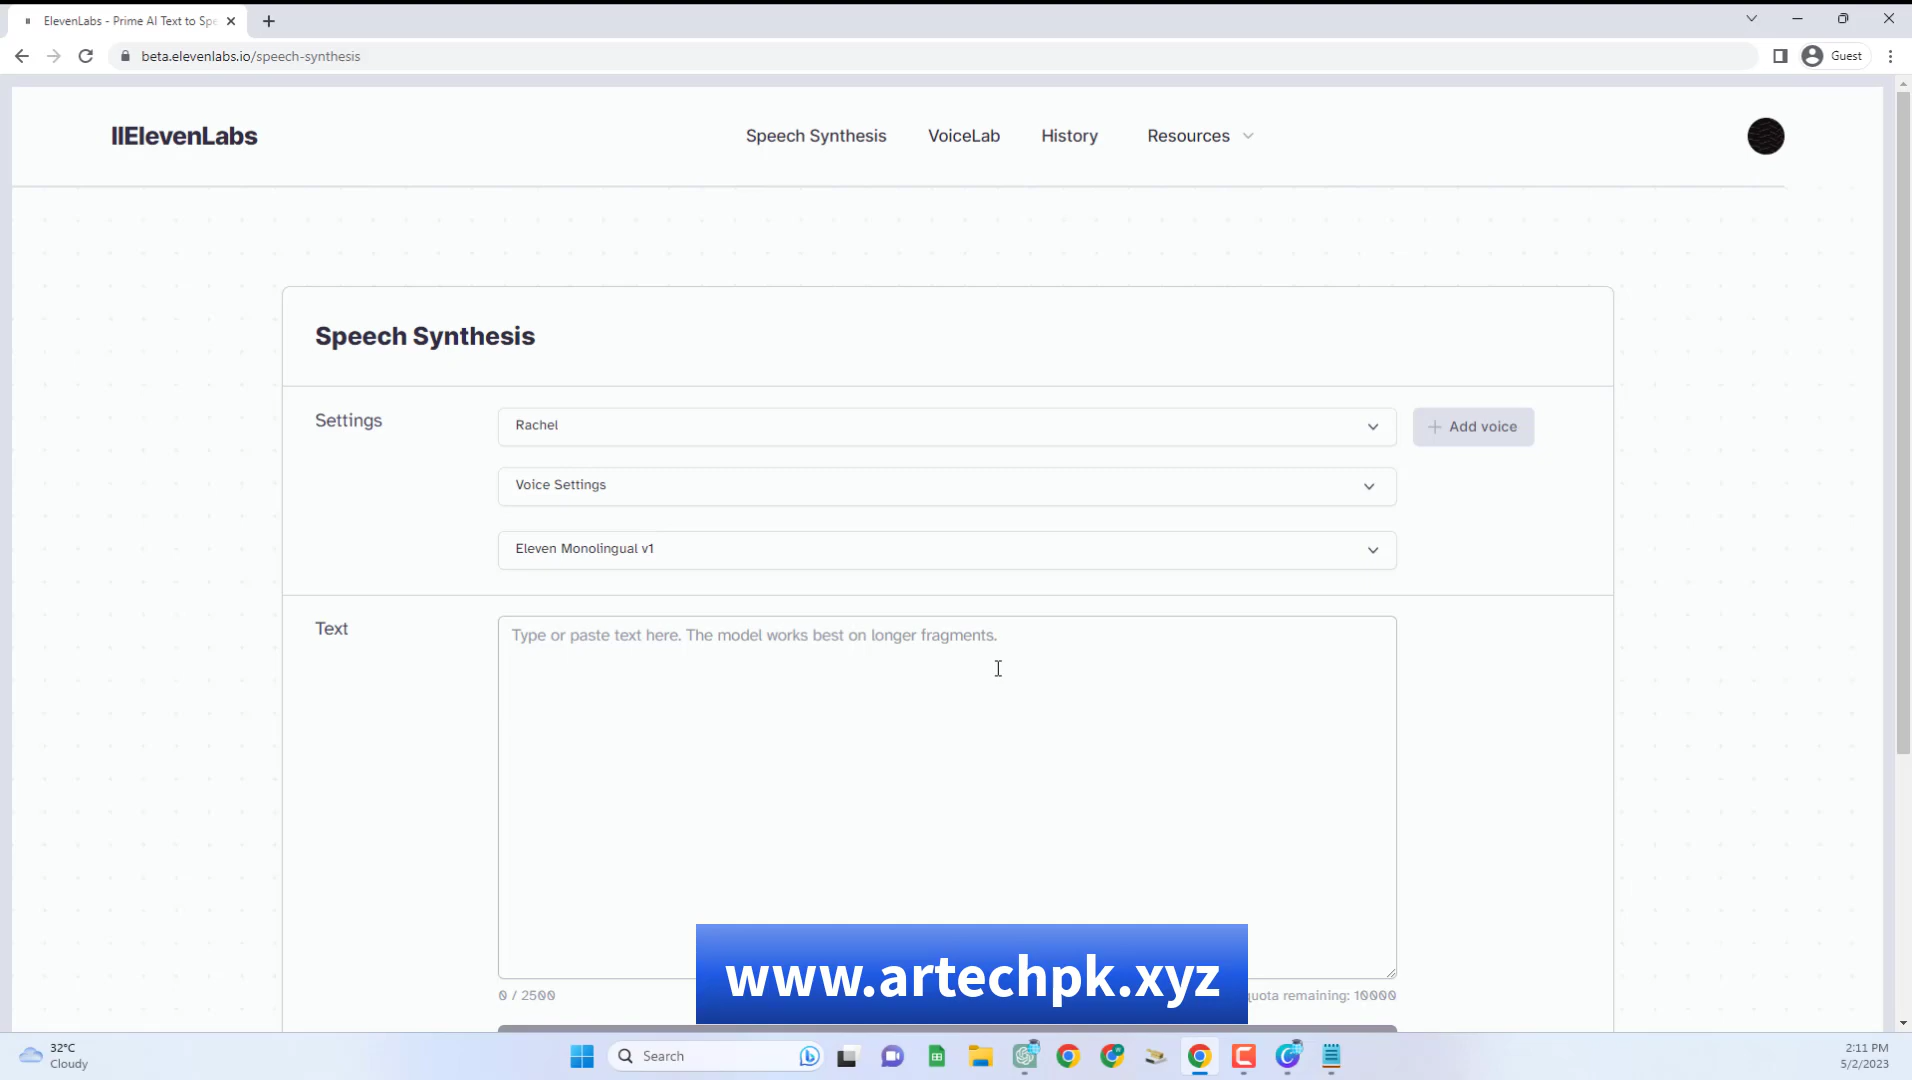 ElevenLabs - Prime AI Text to Spe
beta.elevenlabs.io/speech-synthesis
Guest
IIElevenLabs
Speech Synthesis
VoiceLab
History
Resources
Speech Synthesis
Settings
Rachel
Add voice
Voice Settings
Eleven Monolingual v1
Text
Type or paste text here. The model works best on longer fragments.
www.artechpk.xyz
0 / 2500
quota remaining: 10000
32°C
Cloudy
Search
2:11 PM
5/2/2023